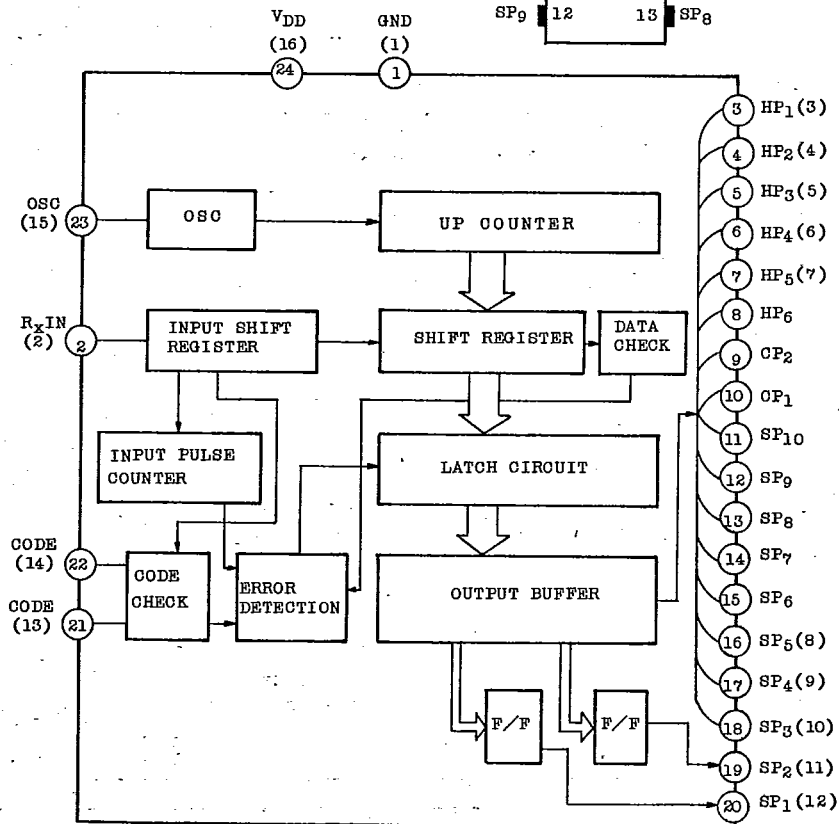 SP9 12 13 SP8
VDD GND
(16) (1)
24 1
3 HP1(3)
4 HP2(4)
5 HP3(5)
6 HP4(6)
7 HP5(7)
8 HP6
9 CP2
10 CP1
11 SP10
12 SP9
13 SP8
14 SP7
15 SP6
16 SP5(8)
17 SP4(9)
18 SP3(10)
19 SP2(11)
20 SP1(12)
OSC
(15)
23
OSC
UP COUNTER
RXIN
(2)
2
INPUT SHIFT
REGISTER
SHIFT REGISTER
DATA
CHECK
INPUT PULSE
COUNTER
LATCH CIRCUIT
CODE
(14)
22
CODE
(13)
21
CODE
CHECK
ERROR
DETECTION
OUTPUT BUFFER
F/F
F/F